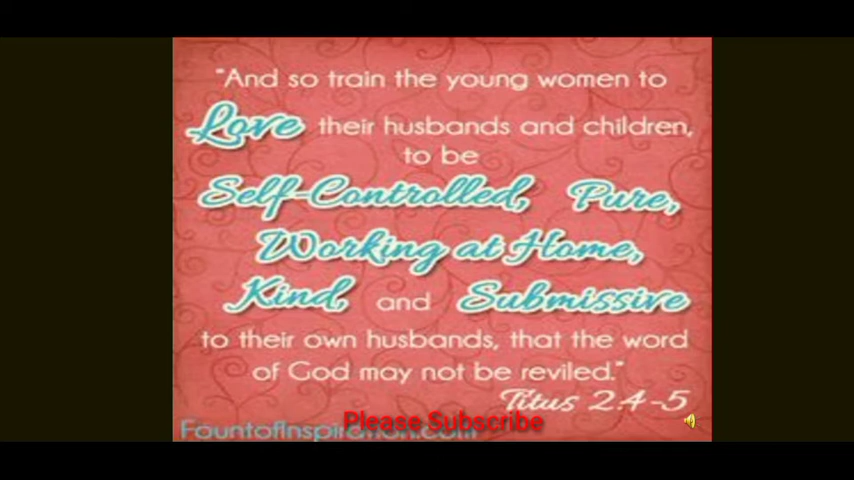 "And so train the young women to
Love their husbands and children,
to be
Self-Controlled, Pure,
Working at Home,
Kind, and Submissive
to their own husbands, that the word
of God may not be reviled."
Titus 2:4-5
Please Subscribe
FountofInspiration.com